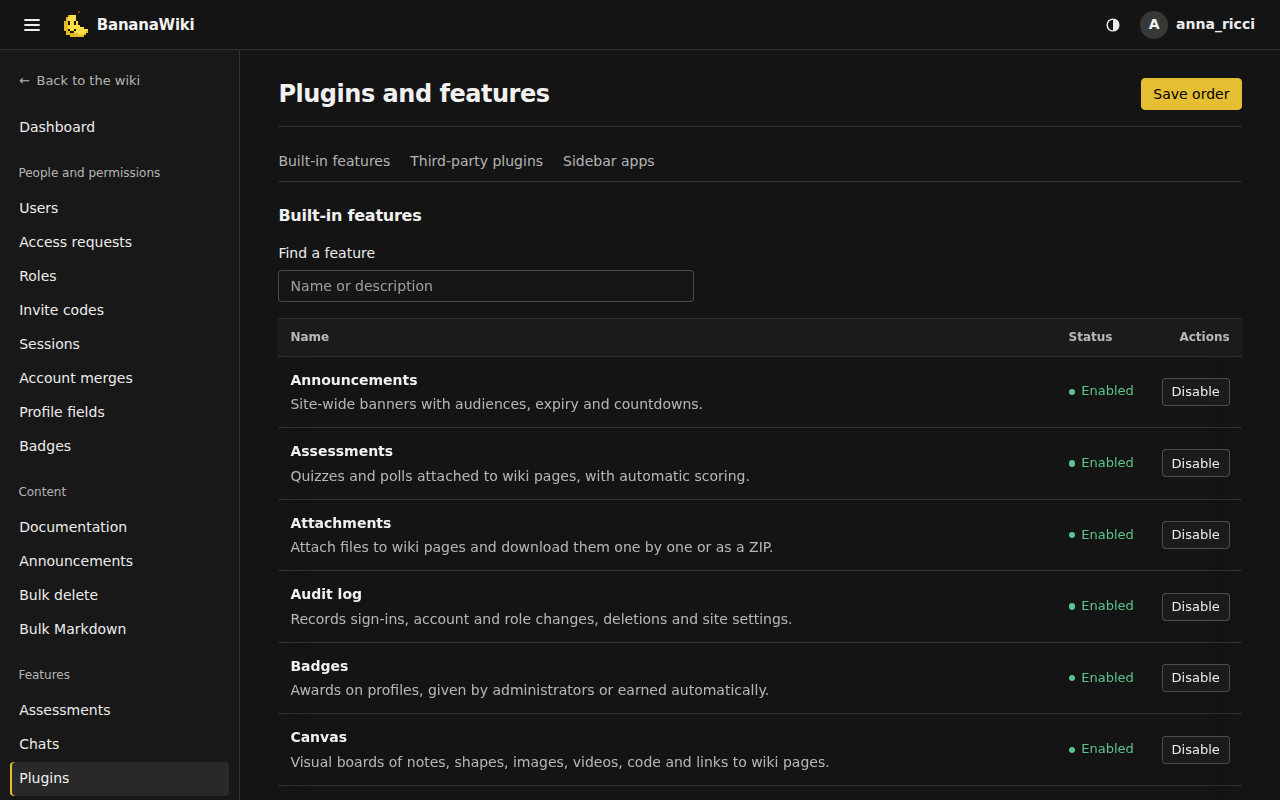 BananaWiki
A anna_ricci
← Back to the wiki
Dashboard
People and permissions
Users
Access requests
Roles
Invite codes
Sessions
Account merges
Profile fields
Badges
Content
Documentation
Announcements
Bulk delete
Bulk Markdown
Features
Assessments
Chats
Plugins
Plugins and features
Save order
Built-in features Third-party plugins Sidebar apps
Built-in features
Find a feature
Name or description
Name Status Actions
Announcements
Site-wide banners with audiences, expiry and countdowns.
Enabled Disable
Assessments
Quizzes and polls attached to wiki pages, with automatic scoring.
Enabled Disable
Attachments
Attach files to wiki pages and download them one by one or as a ZIP.
Enabled Disable
Audit log
Records sign-ins, account and role changes, deletions and site settings.
Enabled Disable
Badges
Awards on profiles, given by administrators or earned automatically.
Enabled Disable
Canvas
Visual boards of notes, shapes, images, videos, code and links to wiki pages.
Enabled Disable